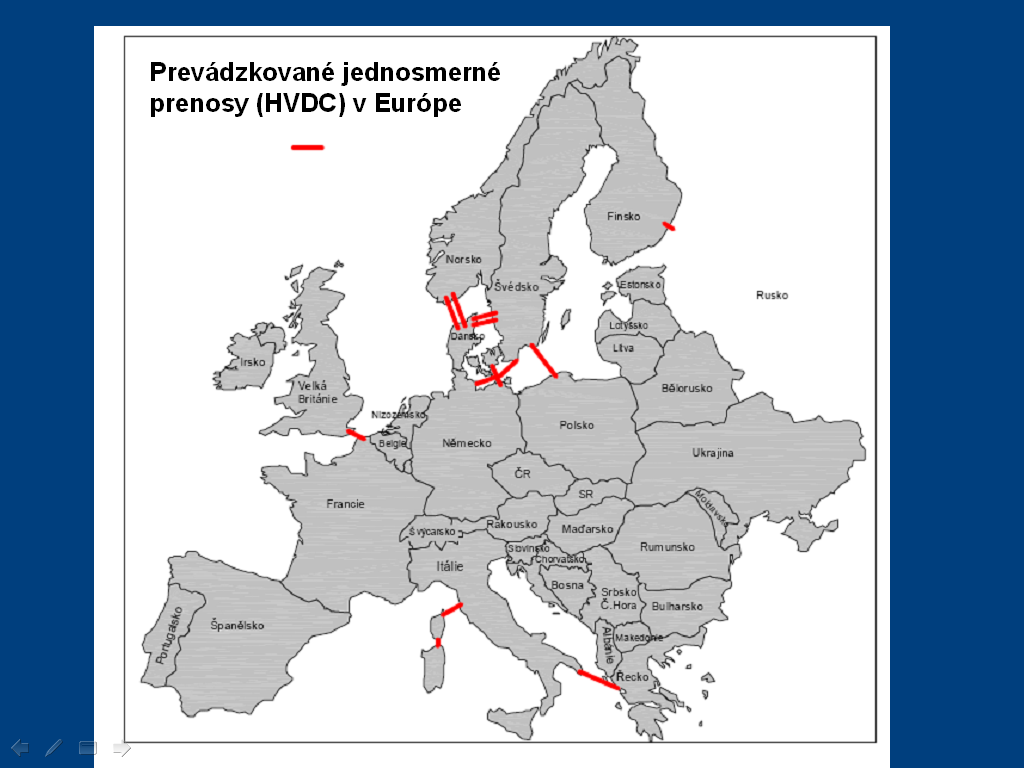 Prevádzkované jednosmerné
prenosy (HVDC) v Európe
Finsko
Norsko
Švédsko
Estonsko
Rusko
Lotyšsko
Dánsko
Litva
Irsko
Velká
Británie
Bělorusko
Nizozemsko
Belgie
Německo
Polsko
Ukrajina
ČR
SR
Francie
Moldavsko
Švýcarsko
Rakousko
Maďarsko
Slovinsko
Chorvatsko
Rumunsko
Itálie
Bosna
Srbsko
Č.Hora
Bulharsko
Portugalsko
Španělsko
Albánie
Makedonie
Řecko